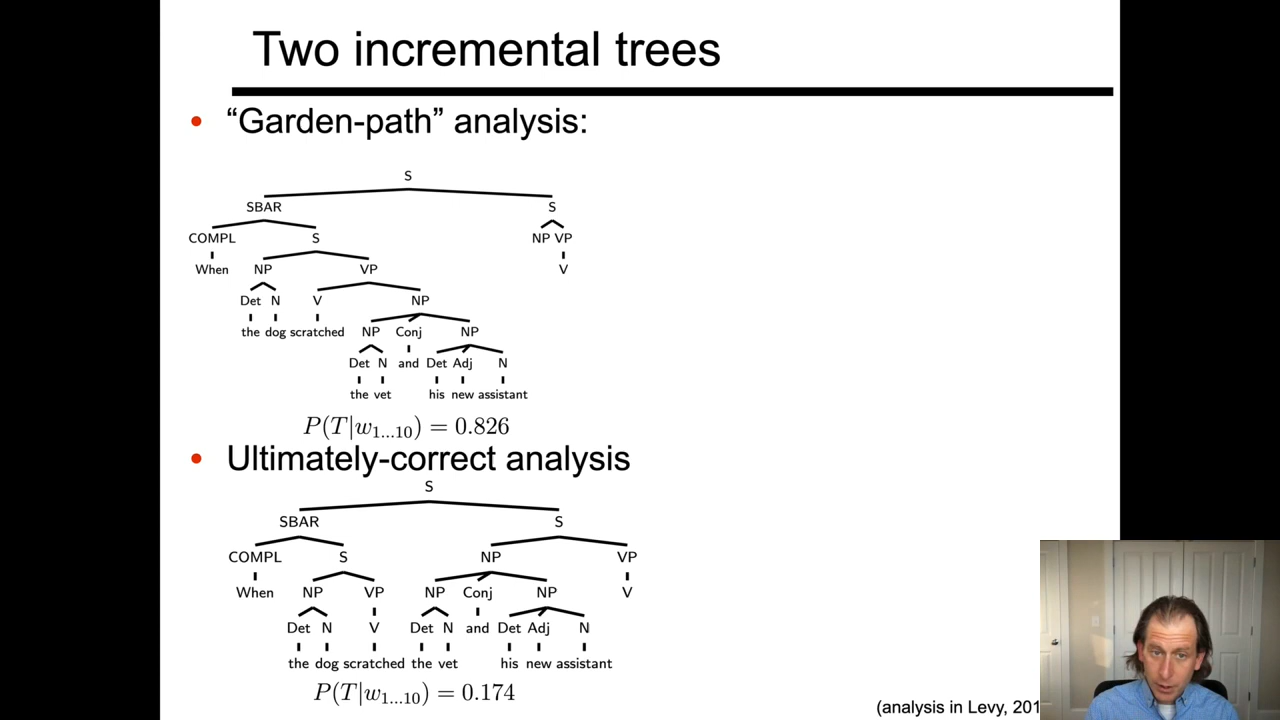 Two incremental trees
• “Garden-path” analysis:
S
SBAR S
COMPL S NP VP
When NP VP V
Det N V NP
the dog scratched NP Conj NP
Det N and Det Adj N
the vet his new assistant
P(T|w1...10) = 0.826
• Ultimately-correct analysis
S
SBAR S
COMPL S NP VP
When NP VP NP Conj NP V
Det N V Det N and Det Adj N
the dog scratched the vet his new assistant
P(T|w1...10) = 0.174
(analysis in Levy, 201